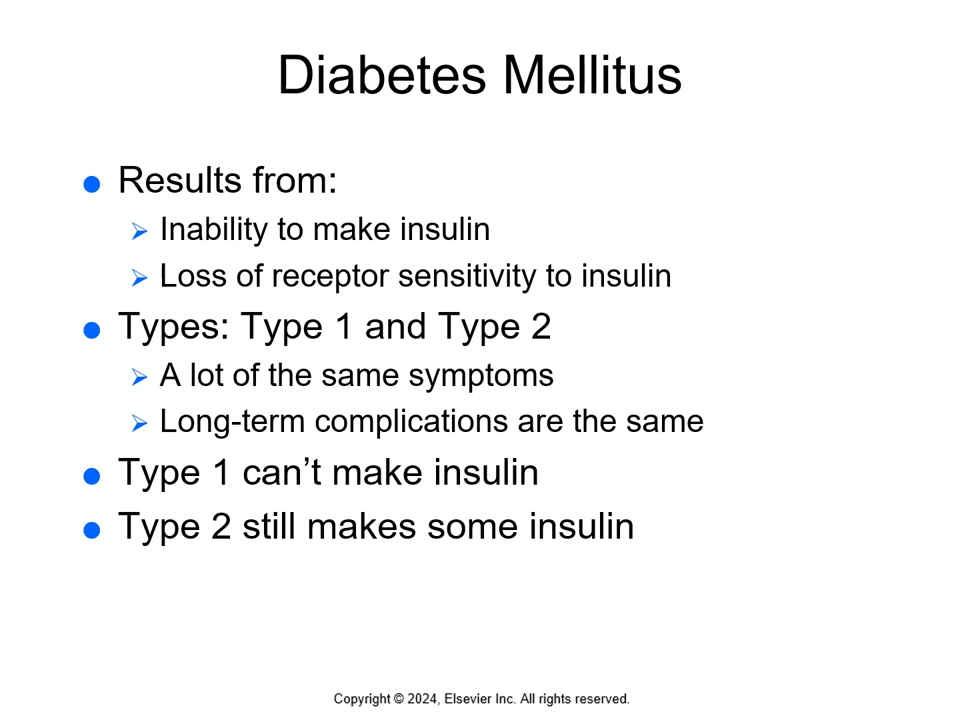 Diabetes Mellitus
Results from:
Inability to make insulin
Loss of receptor sensitivity to insulin
Types: Type 1 and Type 2
A lot of the same symptoms
Long-term complications are the same
Type 1 can’t make insulin
Type 2 still makes some insulin
Copyright © 2024, Elsevier Inc. All rights reserved.